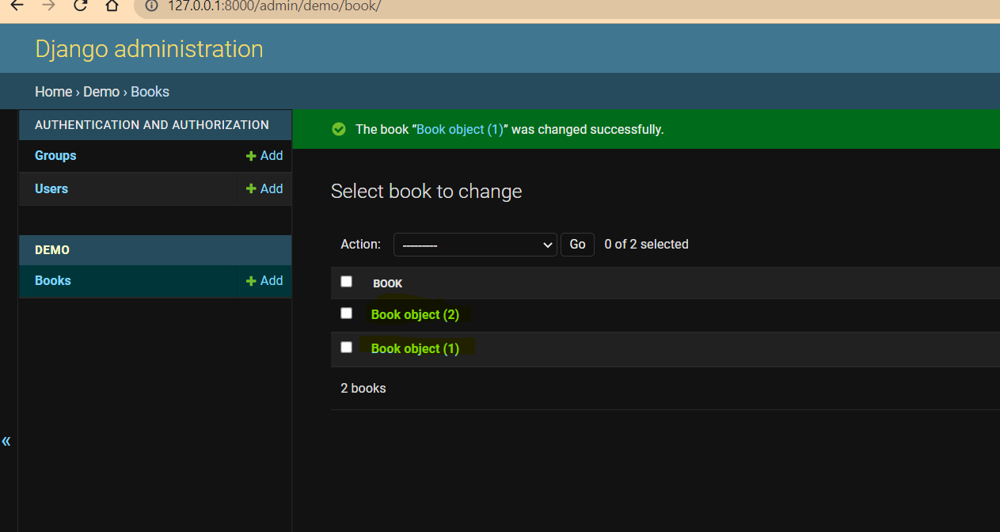 127.0.0.1:8000/admin/demo/book/
Django administration
Home › Demo › Books
AUTHENTICATION AND AUTHORIZATION
Groups + Add
Users + Add
DEMO
Books + Add
«
The book “Book object (1)” was changed successfully.
Select book to change
Action: --------- Go 0 of 2 selected
BOOK
Book object (2)
Book object (1)
2 books